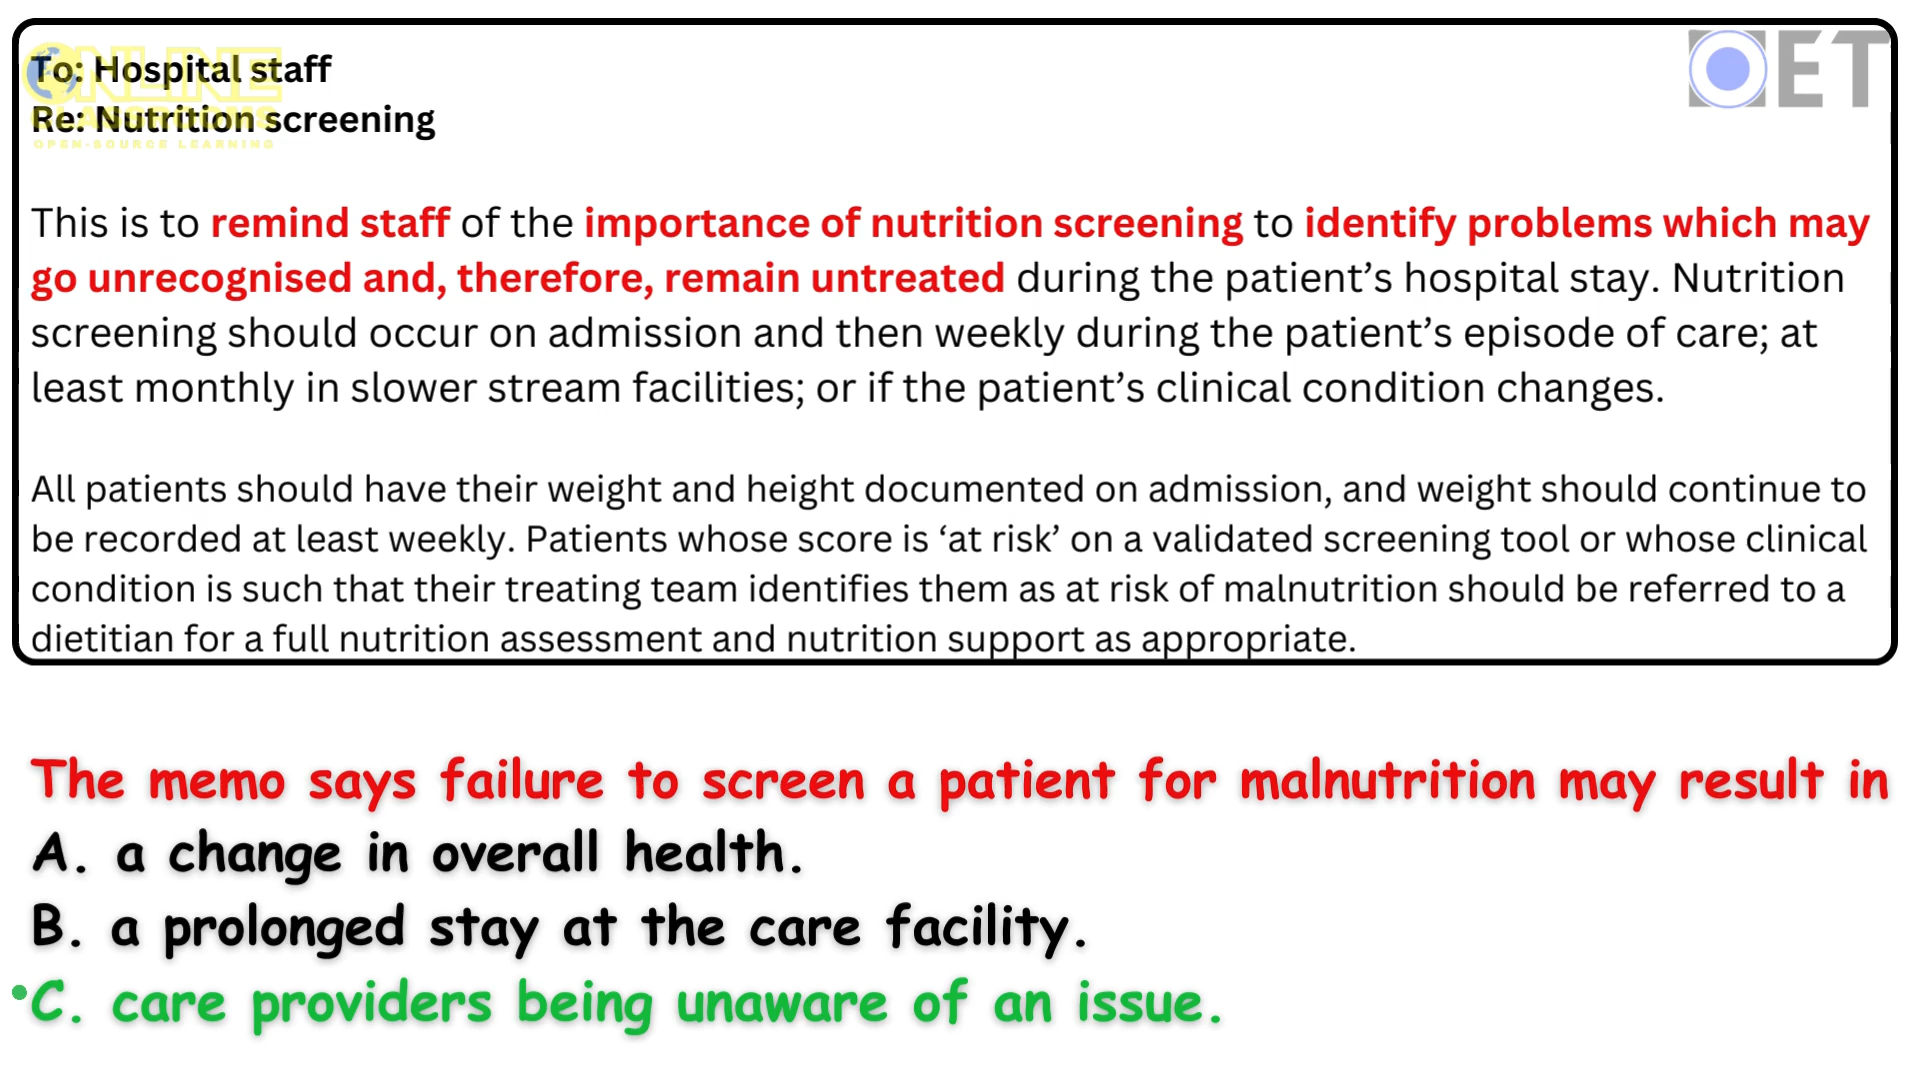 ONLINE
CLASSROOMS
OPEN-SOURCE LEARNING
OET
To: Hospital staff
Re: Nutrition screening
This is to remind staff of the importance of nutrition screening to identify problems which may
go unrecognised and, therefore, remain untreated during the patient’s hospital stay. Nutrition
screening should occur on admission and then weekly during the patient’s episode of care; at
least monthly in slower stream facilities; or if the patient’s clinical condition changes.
All patients should have their weight and height documented on admission, and weight should continue to
be recorded at least weekly. Patients whose score is ‘at risk’ on a validated screening tool or whose clinical
condition is such that their treating team identifies them as at risk of malnutrition should be referred to a
dietitian for a full nutrition assessment and nutrition support as appropriate.
The memo says failure to screen a patient for malnutrition may result in
A. a change in overall health.
B. a prolonged stay at the care facility.
C. care providers being unaware of an issue.